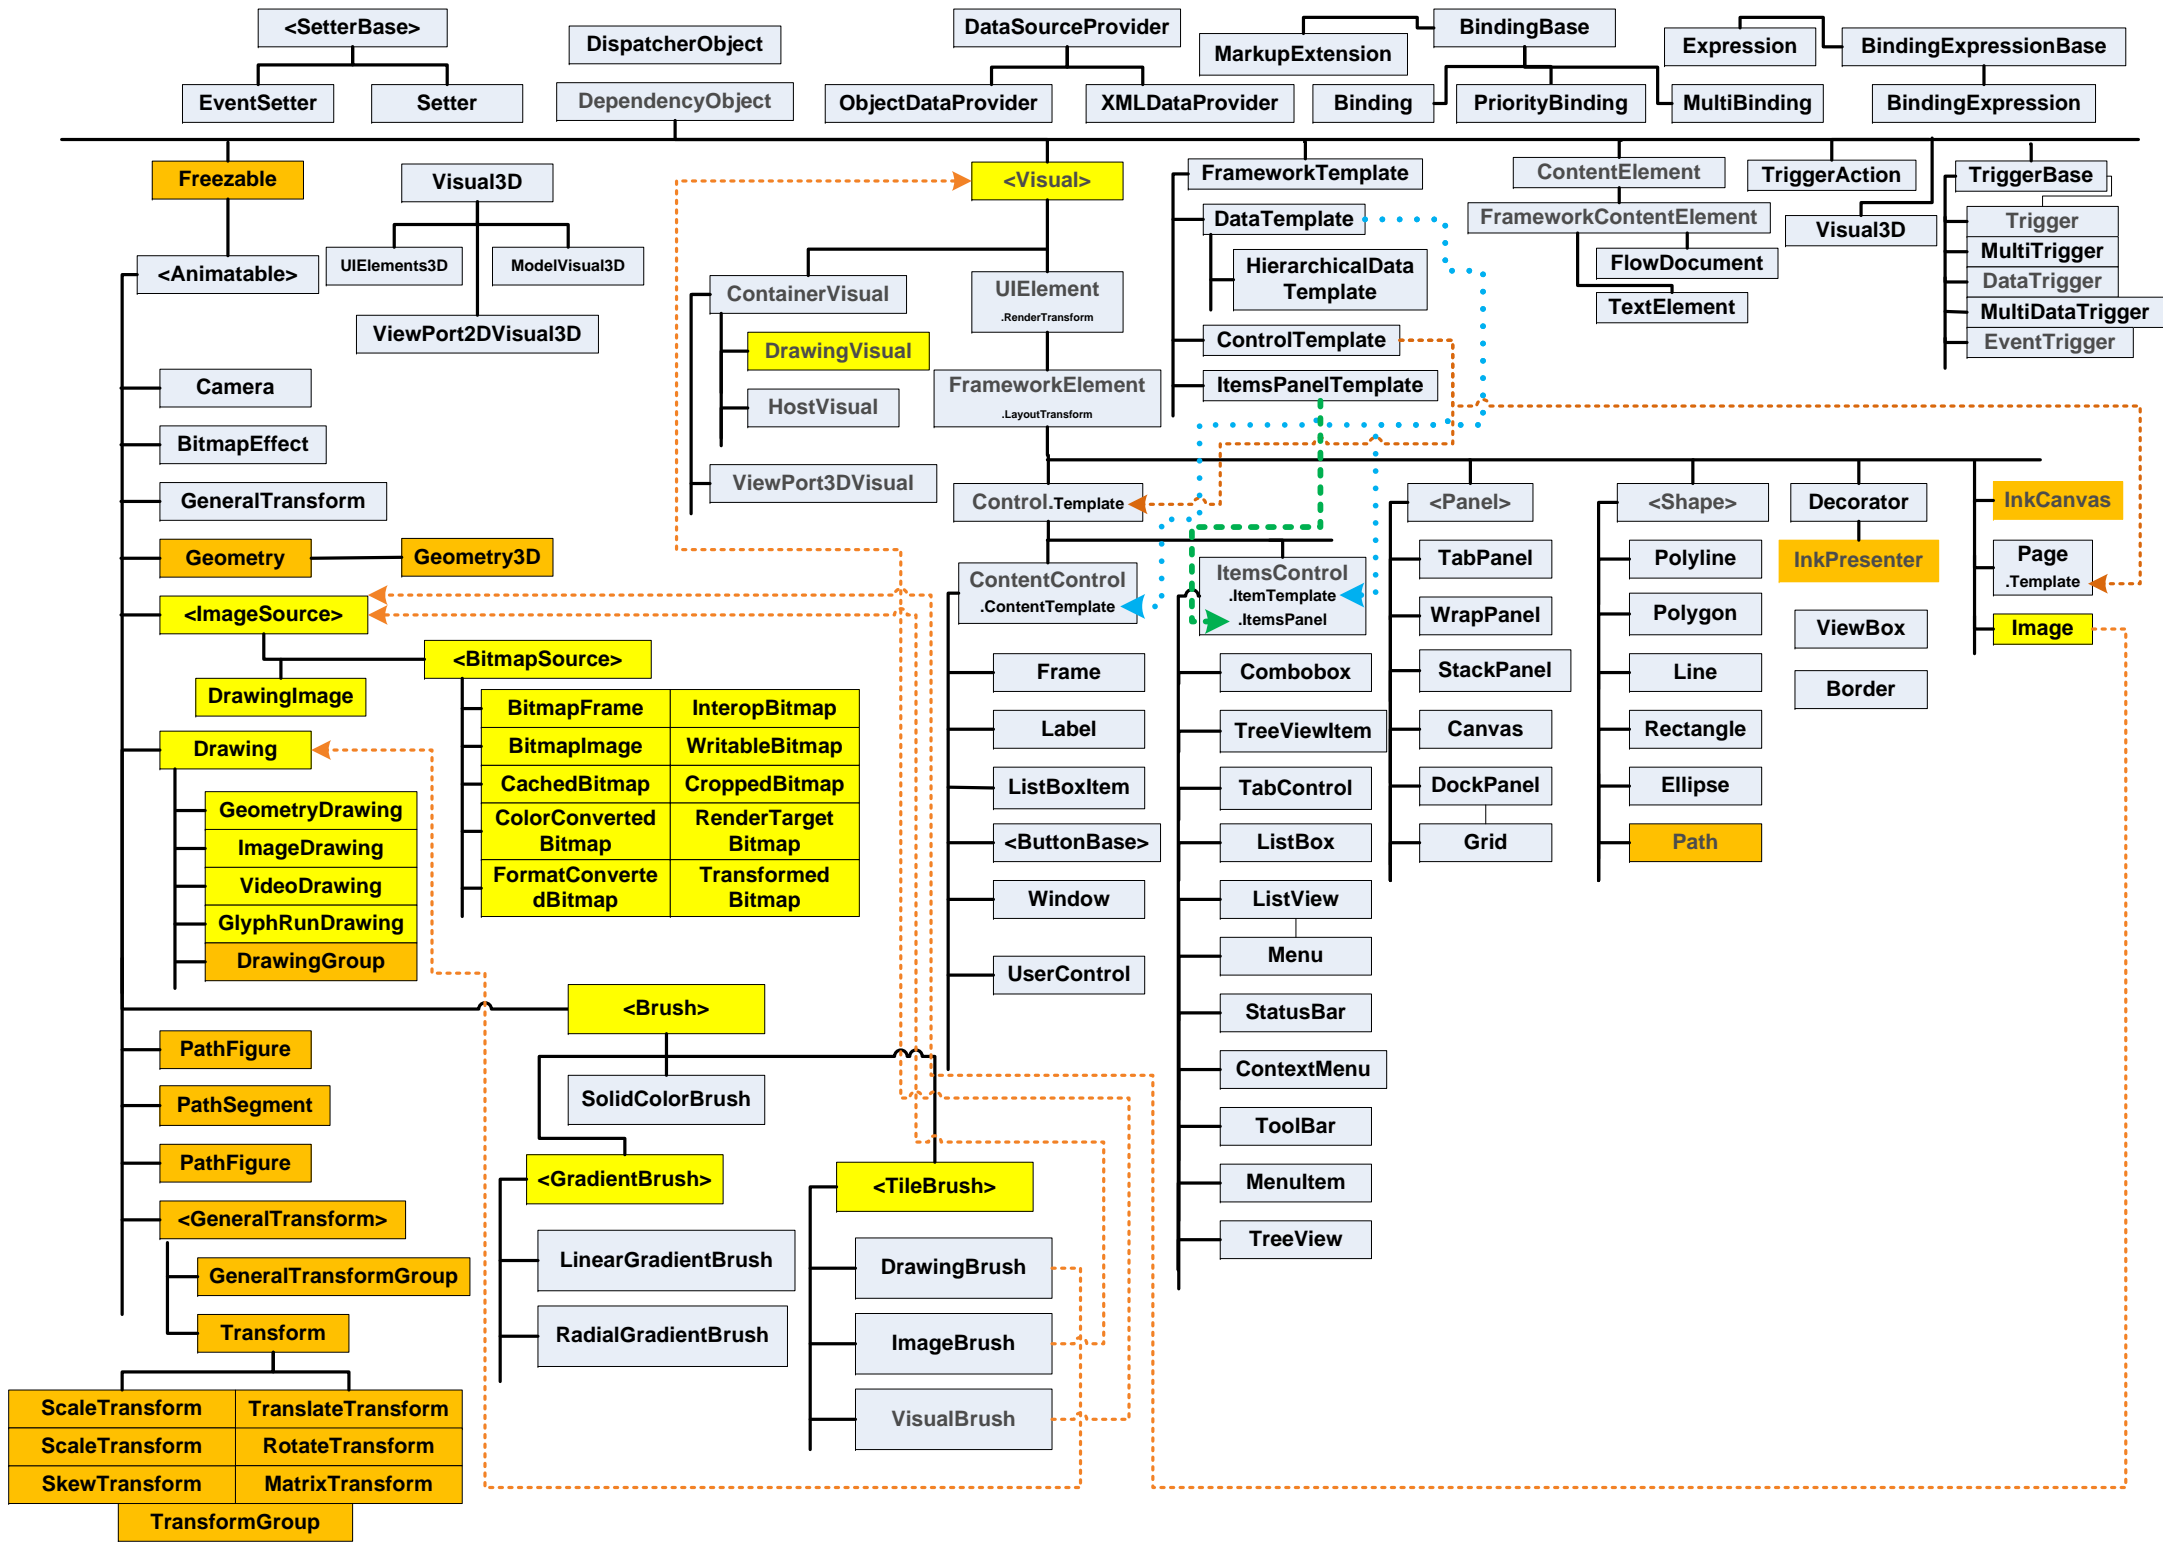 <SetterBase>
EventSetter
Setter
DispatcherObject
DependencyObject
DataSourceProvider
ObjectDataProvider
XMLDataProvider
MarkupExtension
BindingBase
Binding
PriorityBinding
MultiBinding
Expression
BindingExpressionBase
BindingExpression
Freezable
<Animatable>
Visual3D
UIElements3D
ModelVisual3D
ViewPort2DVisual3D
Camera
BitmapEffect
GeneralTransform
Geometry
Geometry3D
<ImageSource>
DrawingImage
<BitmapSource>
BitmapFrame
InteropBitmap
BitmapImage
WritableBitmap
CachedBitmap
CroppedBitmap
ColorConverted
Bitmap
RenderTarget
Bitmap
FormatConverte
dBitmap
Transformed
Bitmap
Drawing
GeometryDrawing
ImageDrawing
VideoDrawing
GlyphRunDrawing
DrawingGroup
<Brush>
SolidColorBrush
<GradientBrush>
LinearGradientBrush
RadialGradientBrush
<TileBrush>
DrawingBrush
ImageBrush
VisualBrush
PathFigure
PathSegment
PathFigure
<GeneralTransform>
GeneralTransformGroup
Transform
ScaleTransform
TranslateTransform
ScaleTransform
RotateTransform
SkewTransform
MatrixTransform
TransformGroup
<Visual>
ContainerVisual
DrawingVisual
HostVisual
ViewPort3DVisual
UIElement
.RenderTransform
FrameworkElement
.LayoutTransform
FrameworkTemplate
DataTemplate
HierarchicalData
Template
ControlTemplate
ItemsPanelTemplate
ContentElement
FrameworkContentElement
FlowDocument
TextElement
TriggerAction
Visual3D
TriggerBase
Trigger
MultiTrigger
DataTrigger
MultiDataTrigger
EventTrigger
Control.Template
ContentControl
.ContentTemplate
Frame
Label
ListBoxItem
<ButtonBase>
Window
UserControl
ItemsControl
.ItemTemplate
.ItemsPanel
Combobox
TreeViewItem
TabControl
ListBox
ListView
Menu
StatusBar
ContextMenu
ToolBar
MenuItem
TreeView
<Panel>
TabPanel
WrapPanel
StackPanel
Canvas
DockPanel
Grid
<Shape>
Polyline
Polygon
Line
Rectangle
Ellipse
Path
Decorator
InkPresenter
ViewBox
Border
InkCanvas
Page
.Template
Image